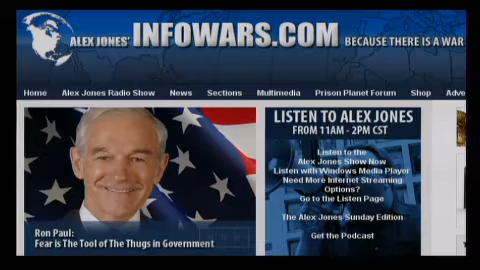 ALEX JONES' INFOWARS.COM BECAUSE THERE IS A WAR
Home Alex Jones Radio Show News Sections Multimedia Prison Planet Forum Shop Adve
LISTEN TO ALEX JONES
FROM 11AM - 2PM CST
Listen to the
Alex Jones Show Now
Listen with Windows Media Player
Need More Internet Streaming
Options?
Go to the Listen Page
The Alex Jones Sunday Edition
Get the Podcast
Ron Paul:
Fear is The Tool of The Thugs in Government